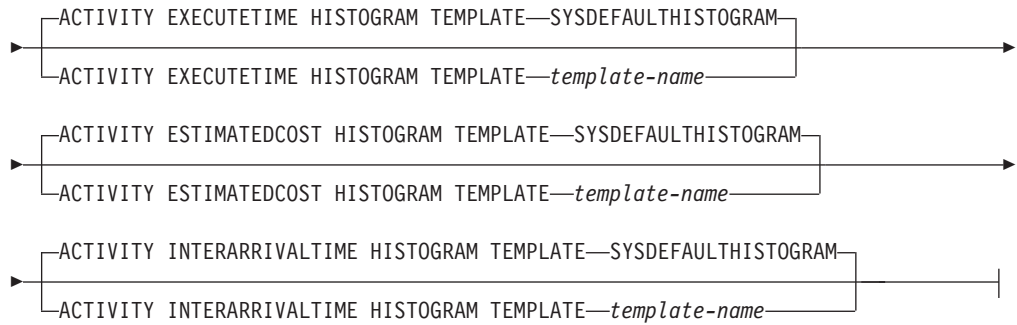 ACTIVITY EXECUTETIME HISTOGRAM TEMPLATE SYSDEFAULTHISTOGRAM
ACTIVITY EXECUTETIME HISTOGRAM TEMPLATE template-name
ACTIVITY ESTIMATEDCOST HISTOGRAM TEMPLATE SYSDEFAULTHISTOGRAM
ACTIVITY ESTIMATEDCOST HISTOGRAM TEMPLATE template-name
ACTIVITY INTERARRIVALTIME HISTOGRAM TEMPLATE SYSDEFAULTHISTOGRAM
ACTIVITY INTERARRIVALTIME HISTOGRAM TEMPLATE template-name